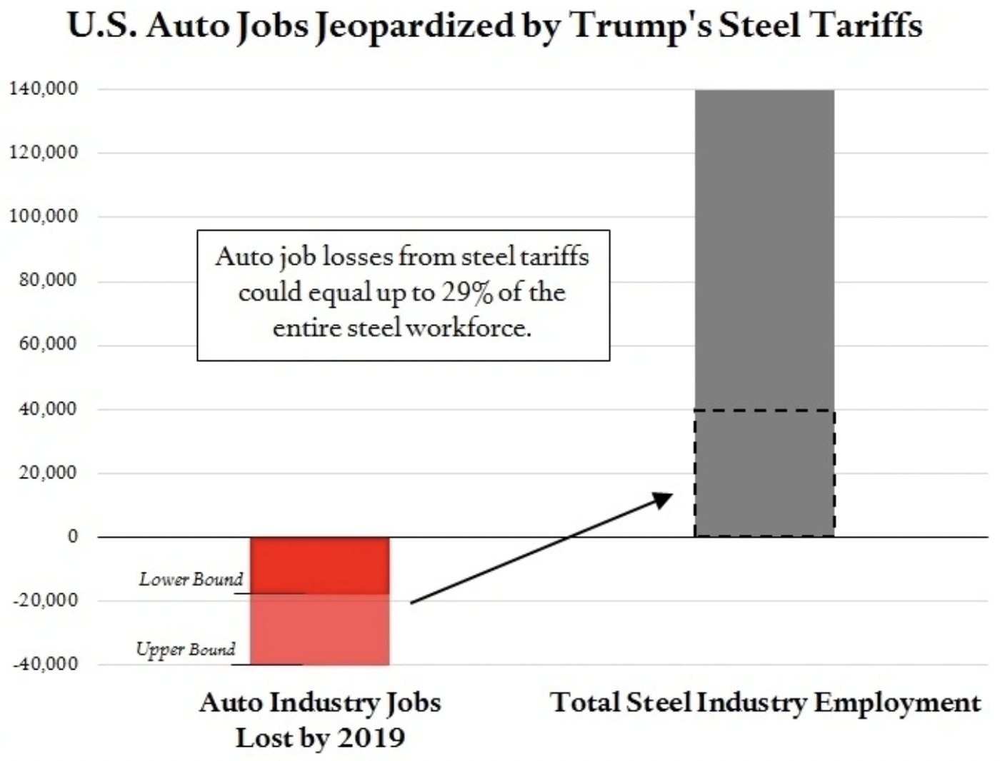 U.S. Auto Jobs Jeopardized by Trump's Steel Tariffs
140,000
120,000
100,000
80,000
60,000
40,000
20,000
0
-20,000
-40,000
Auto job losses from steel tariffs
could equal up to 29% of the
entire steel workforce.
Lower Bound
Upper Bound
Auto Industry Jobs
Lost by 2019
Total Steel Industry Employment